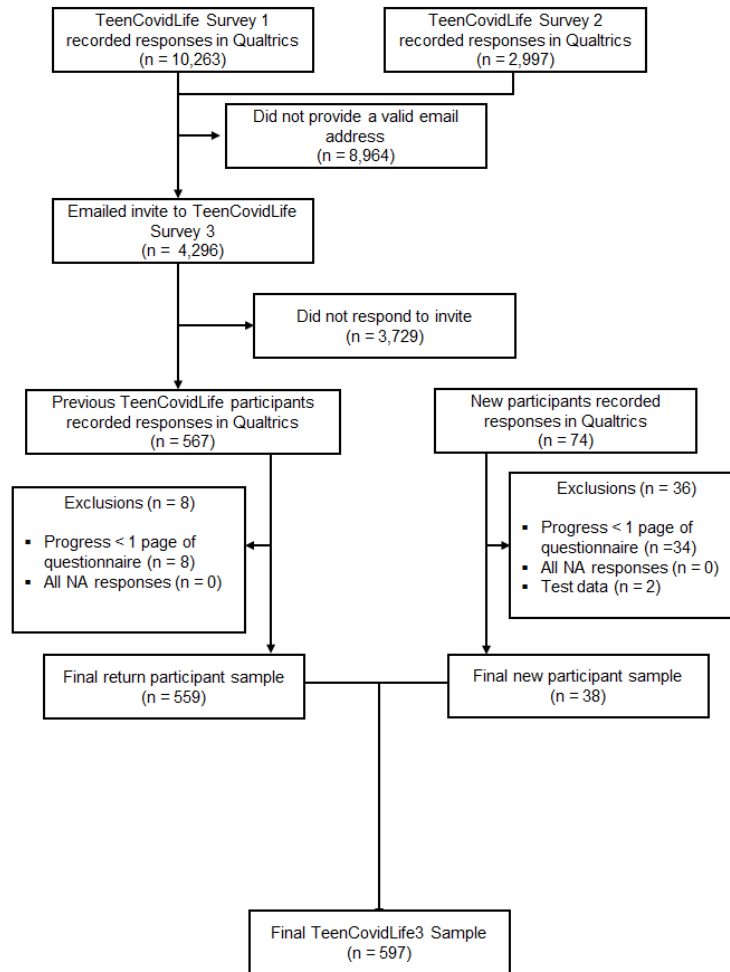 TeenCovidLife Survey 1
recorded responses in Qualtrics
(n = 10,263)
TeenCovidLife Survey 2
recorded responses in Qualtrics
(n = 2,997)
Did not provide a valid email
address
(n = 8,964)
Emailed invite to TeenCovidLife
Survey 3
(n =  4,296)
Did not respond to invite
(n = 3,729)
Previous TeenCovidLife participants
recorded responses in Qualtrics
(n = 567)
New participants recorded
responses in Qualtrics
(n = 74)
Exclusions (n = 8)
▪ Progress < 1 page of
questionnaire (n = 8)
▪ All NA responses (n = 0)
Exclusions (n = 36)
▪ Progress < 1 page of
questionnaire (n =34)
▪ All NA responses (n = 0)
▪ Test data (n = 2)
Final return participant sample
(n = 559)
Final new participant sample
(n = 38)
Final TeenCovidLife3 Sample
(n = 597)